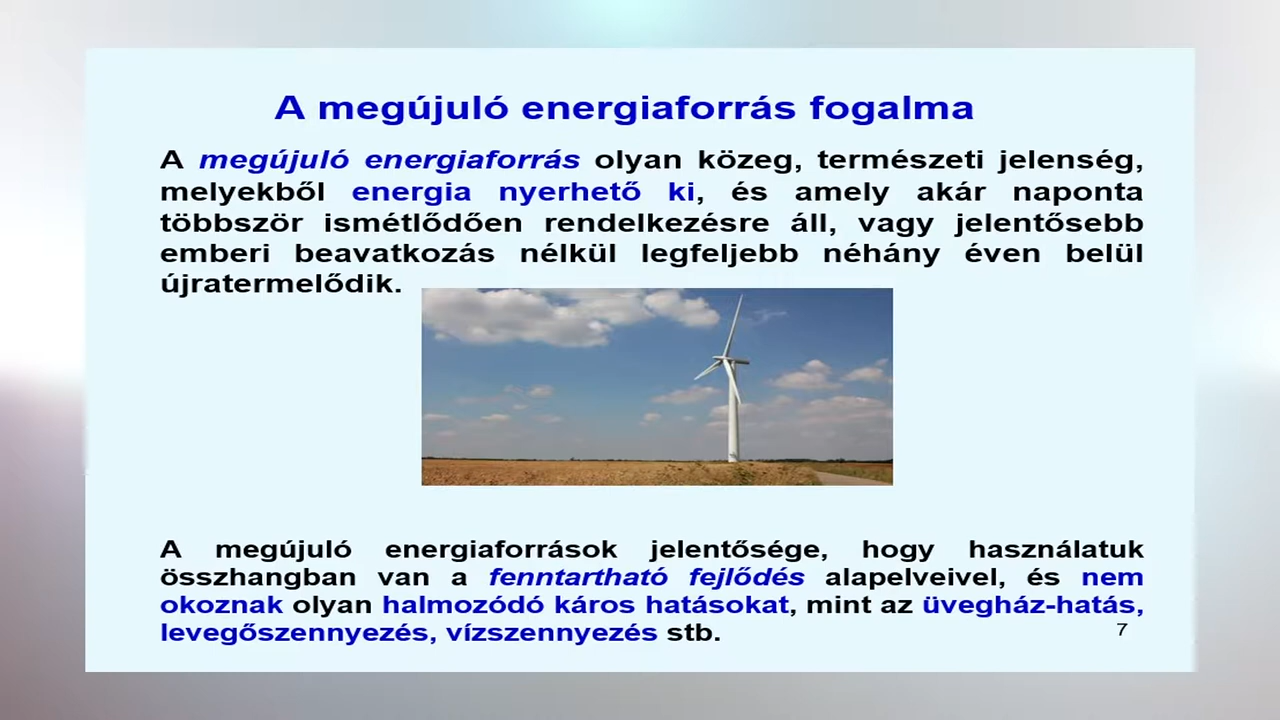 A megújuló energiaforrás fogalma
A megújuló energiaforrás olyan közeg, természeti jelenség,
melyekből energia nyerhető ki, és amely akár naponta
többször ismétlődően rendelkezésre áll, vagy jelentősebb
emberi beavatkozás nélkül legfeljebb néhány éven belül
újratermelődik.
A megújuló energiaforrások jelentősége, hogy használatuk
összhangban van a fenntartható fejlődés alapelveivel, és nem
okoznak olyan halmozódó káros hatásokat, mint az üvegház-hatás,
levegőszennyezés, vízszennyezés stb.
7